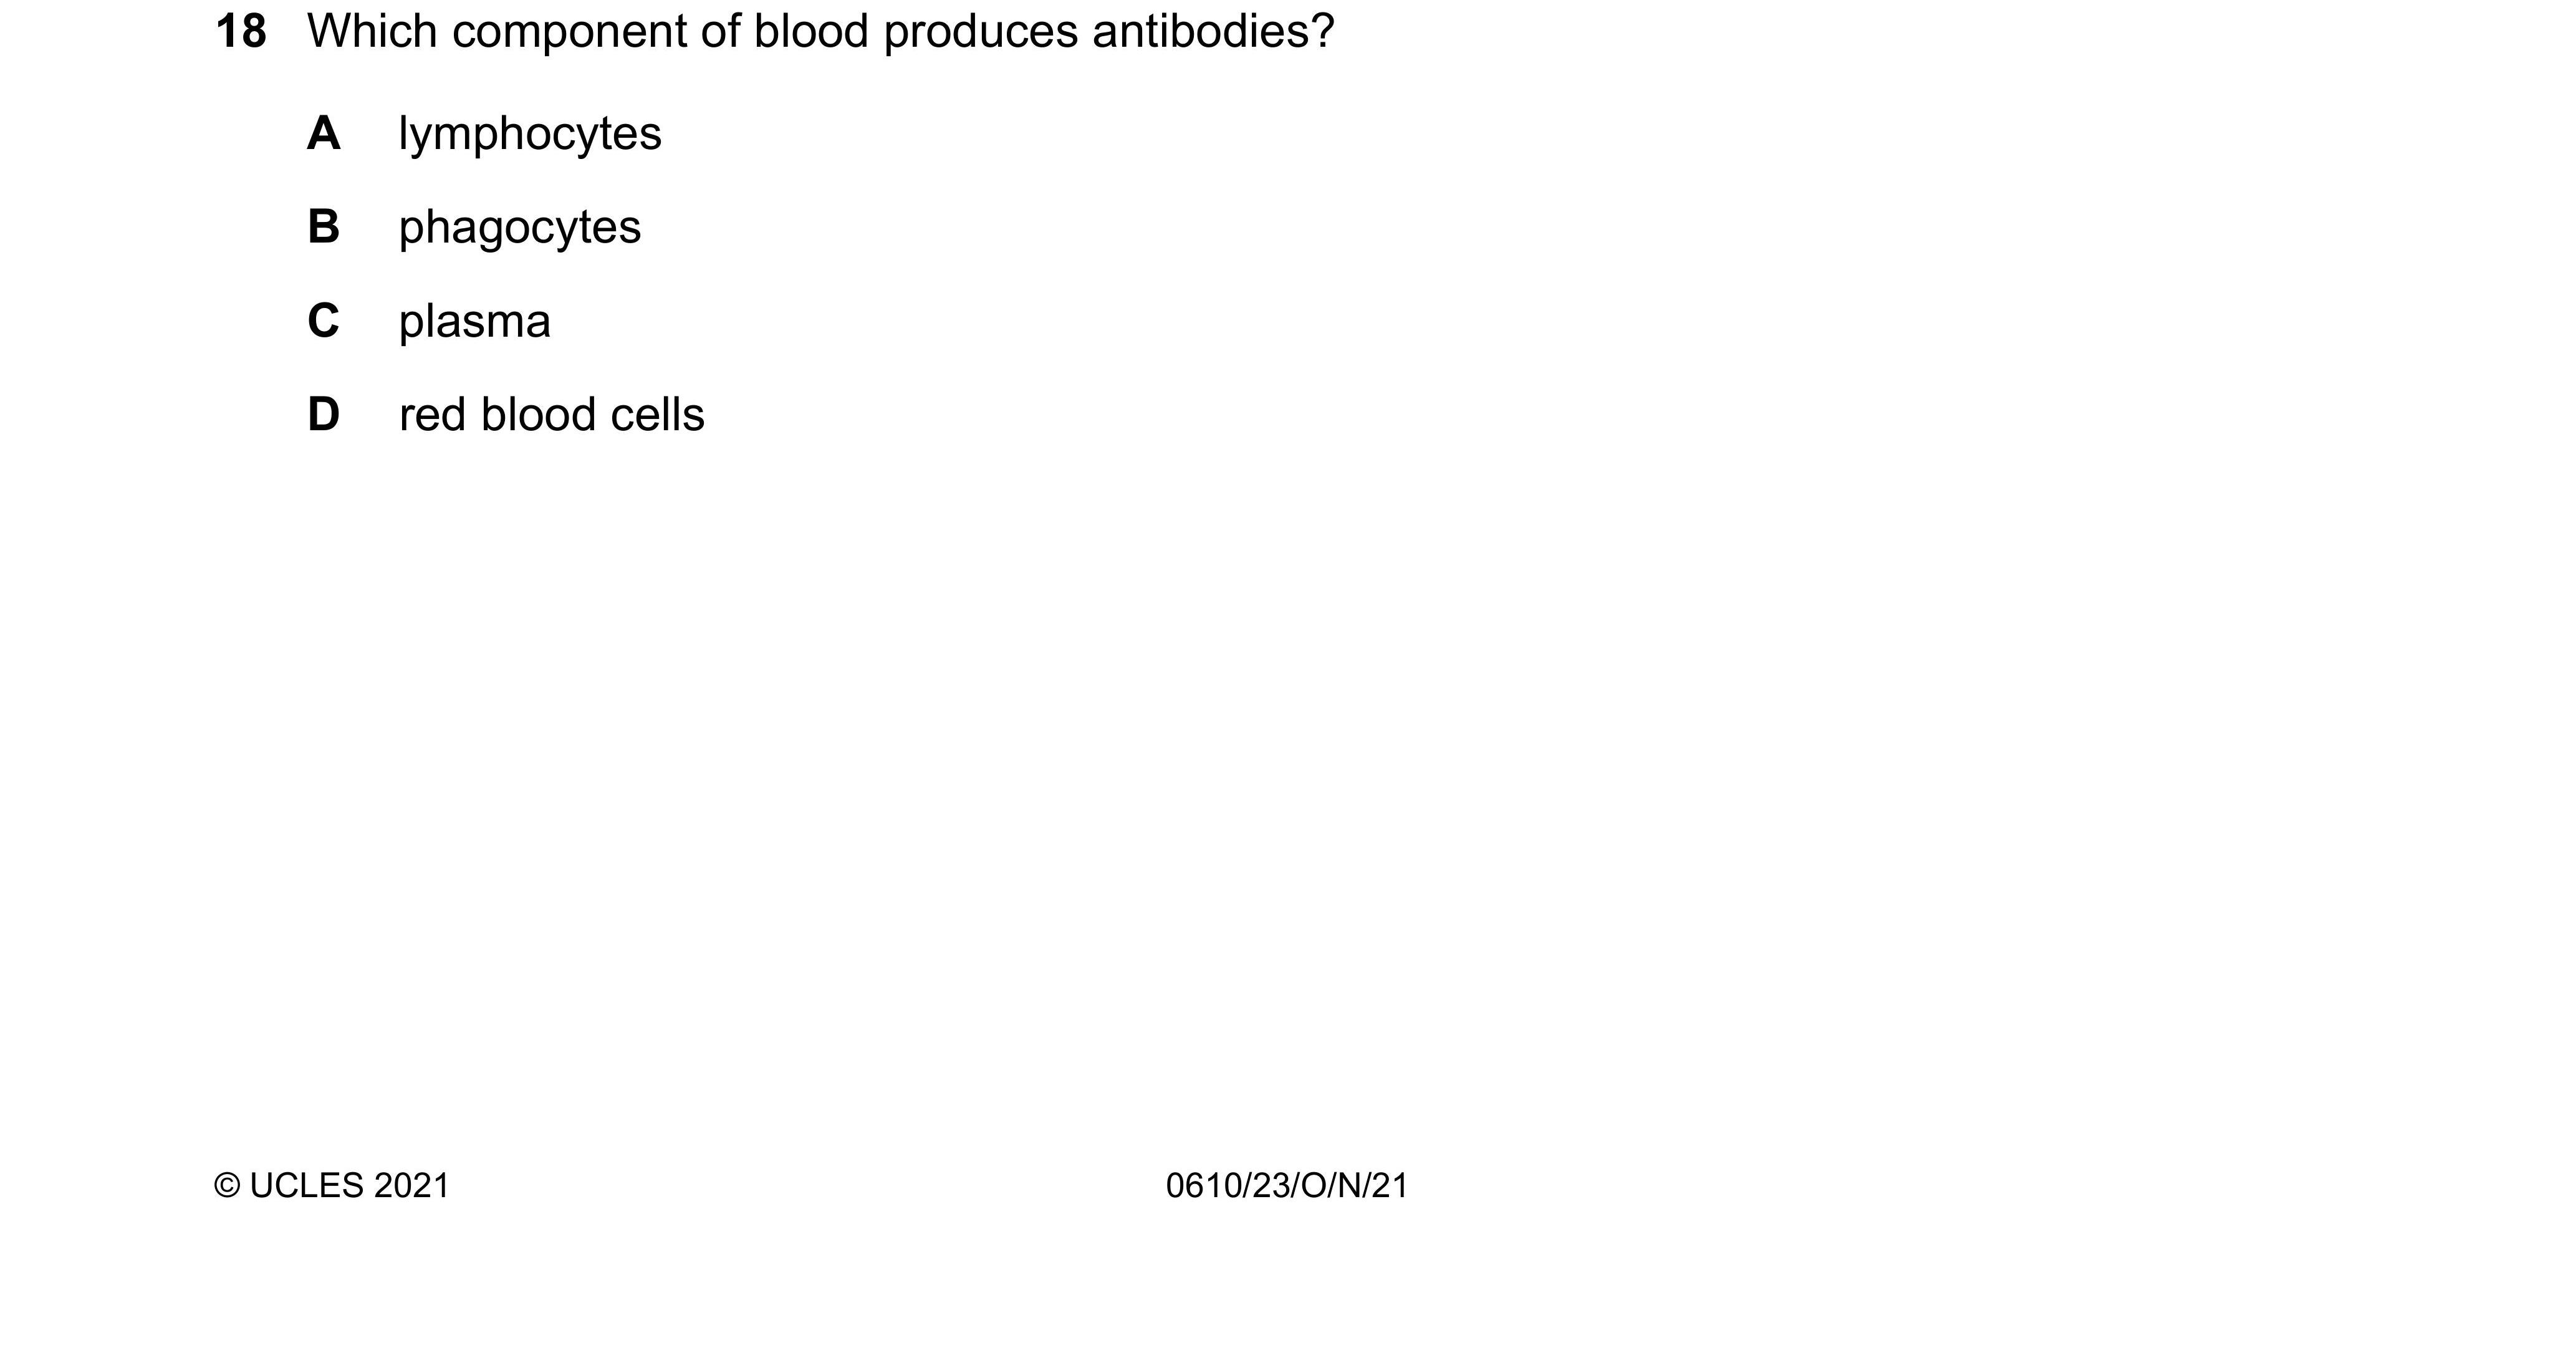 18 Which component of blood produces antibodies?
A lymphocytes
B phagocytes
C plasma
D red blood cells
© UCLES 2021 0610/23/O/N/21